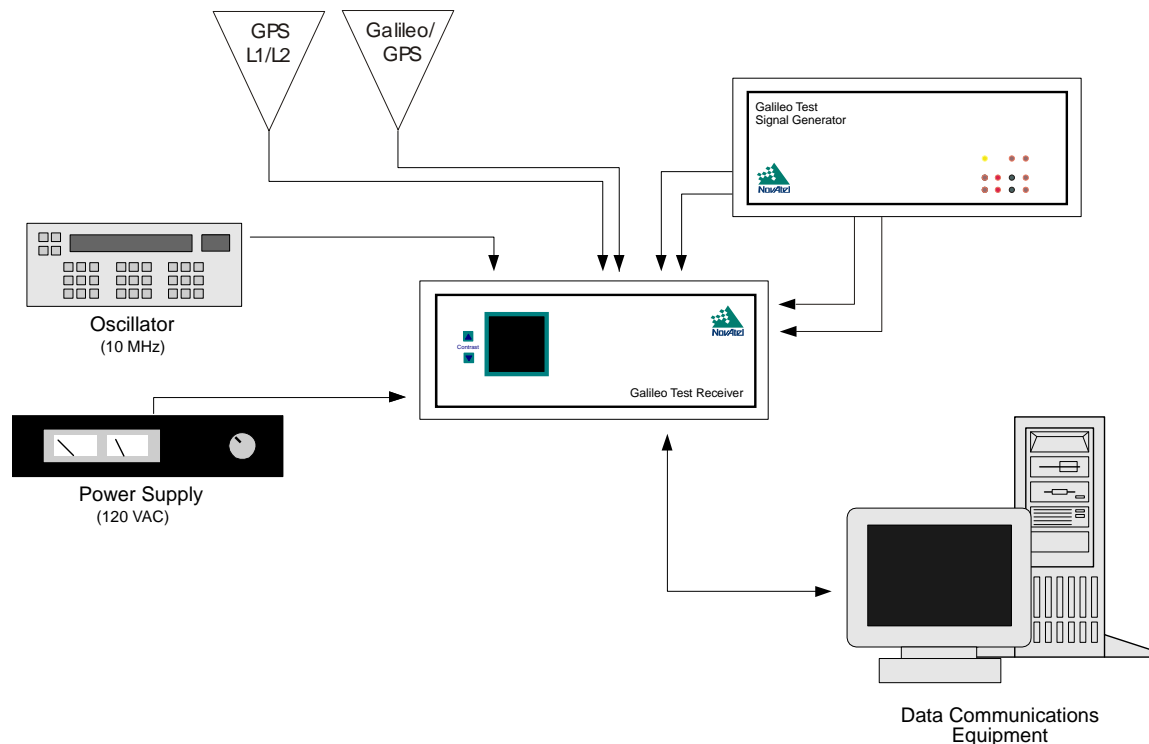 GPS
L1/L2
Galileo/
GPS
Galileo Test
Signal Generator
NovAtel
Oscillator
(10 MHz)
Contrast
NovAtel
Galileo Test Receiver
Power Supply
(120 VAC)
Data Communications
Equipment